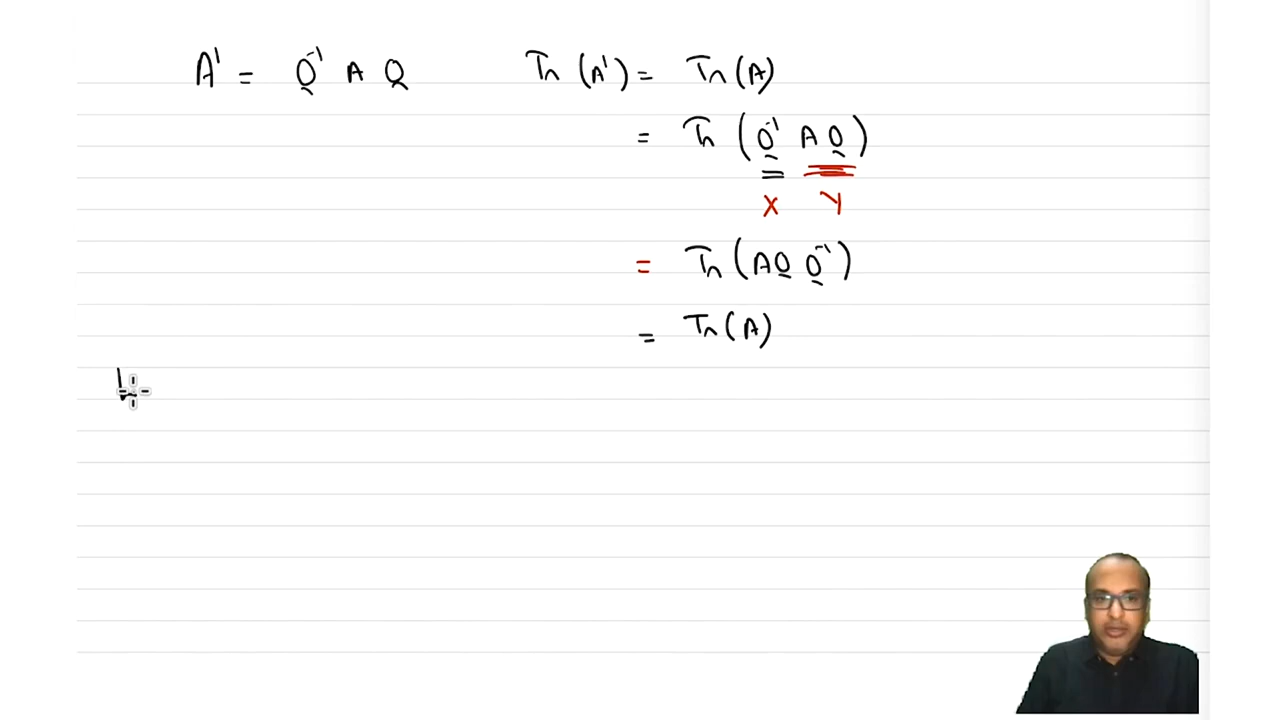 A' = Q⁻¹ A Q    Tr (A') = Tr (A)
= Tr (Q⁻¹ A Q)
X Y
= Tr (A Q Q⁻¹)
= Tr (A)